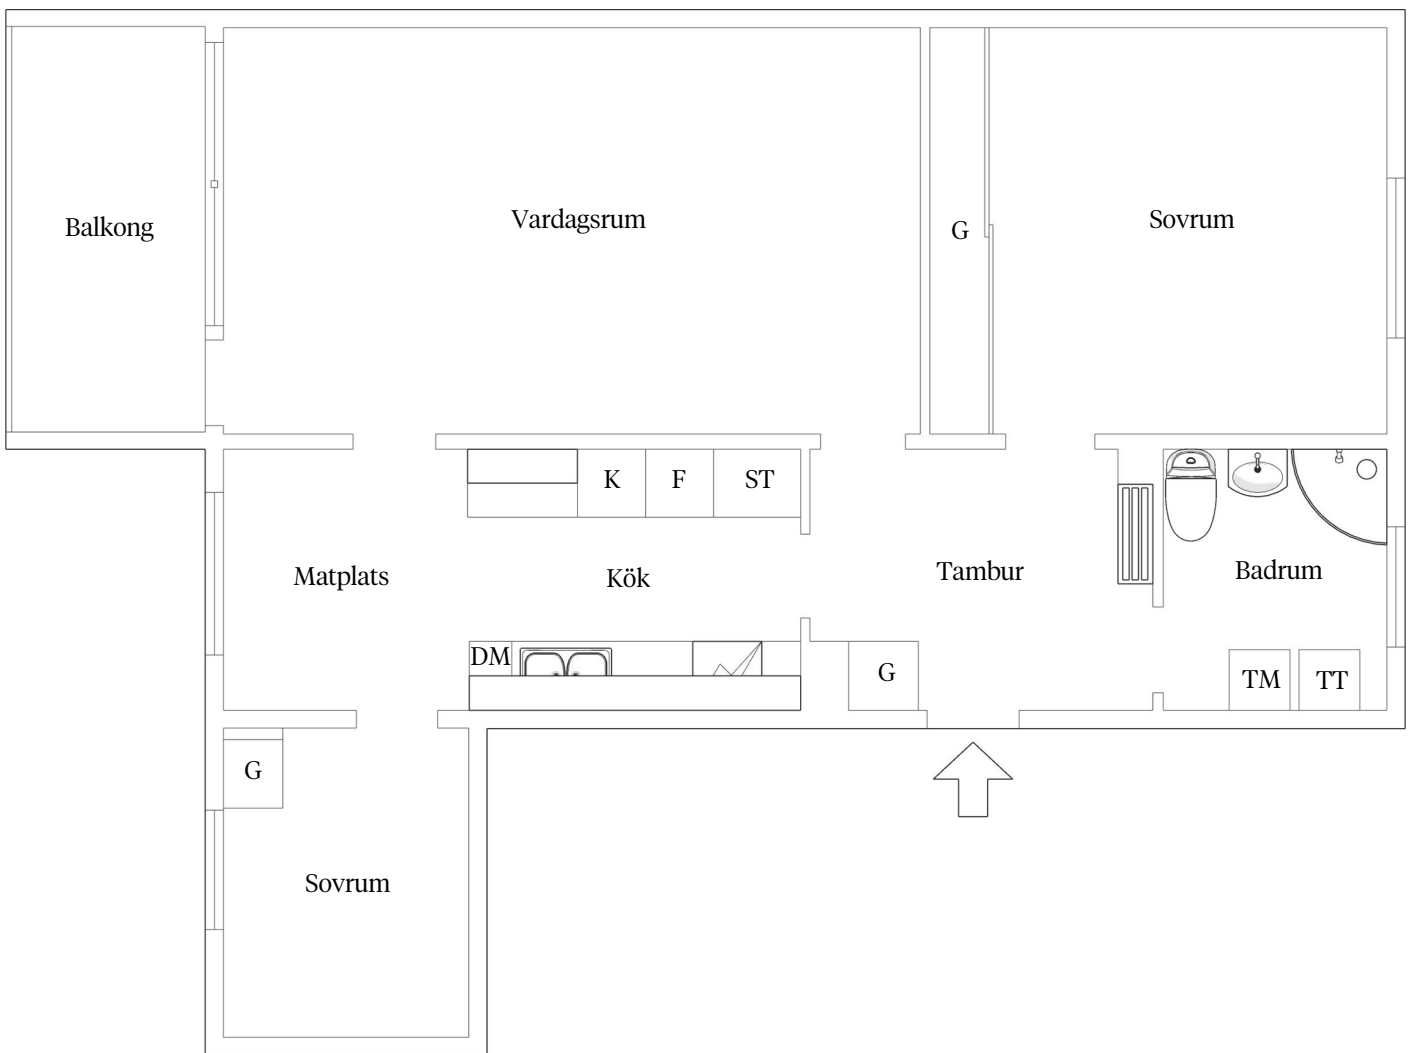 Balkong
Vardagsrum
G
Sovrum
K
F
ST
Matplats
Kök
Tambur
Badrum
DM
G
TM
TT
G
Sovrum